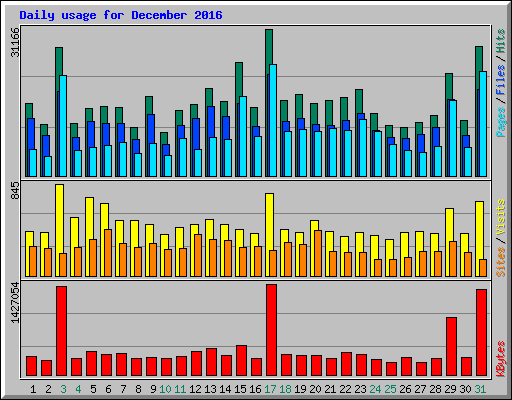 Daily usage for December 2016
31166
Pages / Files / Hits
845
Sites / Visits
1427054
KBytes
1 2 3 4 5 6 7 8 9 10 11 12 13 14 15 16 17 18 19 20 21 22 23 24 25 26 27 28 29 30 31